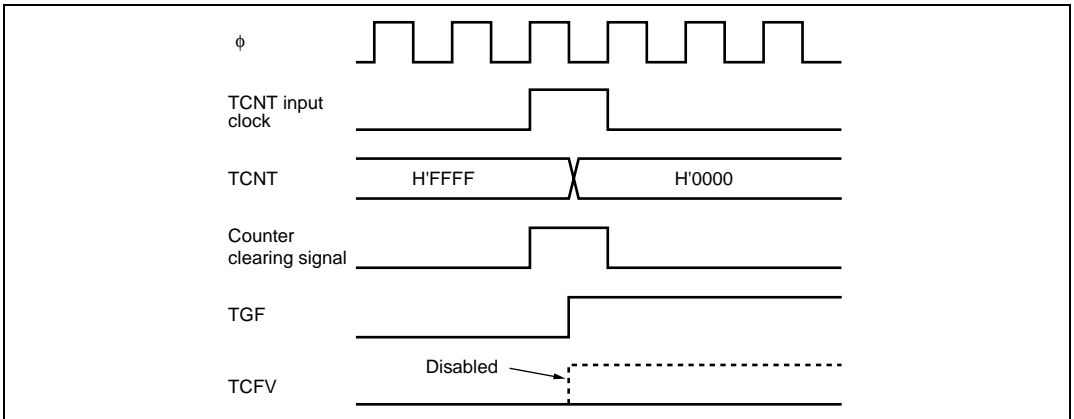 φ
TCNT input
clock
TCNT
H'FFFF
H'0000
Counter
clearing signal
TGF
Disabled
TCFV